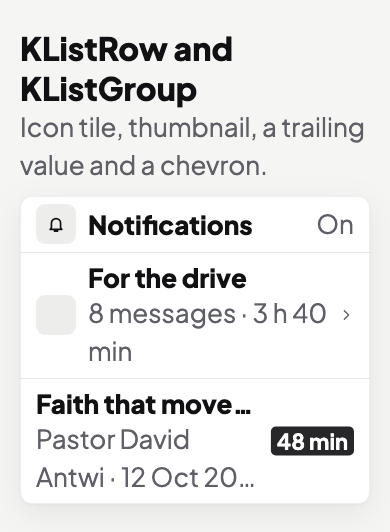 KListRow and
KListGroup
Icon tile, thumbnail, a trailing
value and a chevron.
Notifications On
For the drive
8 messages · 3 h 40
min
Faith that move…
Pastor David
Antwi · 12 Oct 20…
48 min